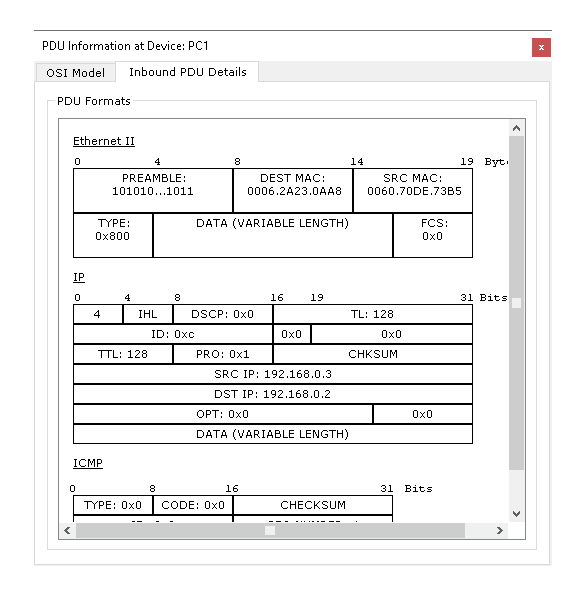 PDU Information at Device: PC1
x
OSI Model Inbound PDU Details
PDU Formats
Ethernet II
0 4 8 14 19 Byt
PREAMBLE: DEST MAC: SRC MAC:
101010...1011 0006.2A23.0AA8 0060.70DE.73B5
TYPE: DATA (VARIABLE LENGTH) FCS:
0x800 0x0
IP
0 4 8 16 19 31 Bits
4 IHL DSCP: 0x0 TL: 128
ID: 0xc 0x0 0x0
TTL: 128 PRO: 0x1 CHKSUM
SRC IP: 192.168.0.3
DST IP: 192.168.0.2
OPT: 0x0 0x0
DATA (VARIABLE LENGTH)
ICMP
0 8 16 31 Bits
TYPE: 0x0 CODE: 0x0 CHECKSUM